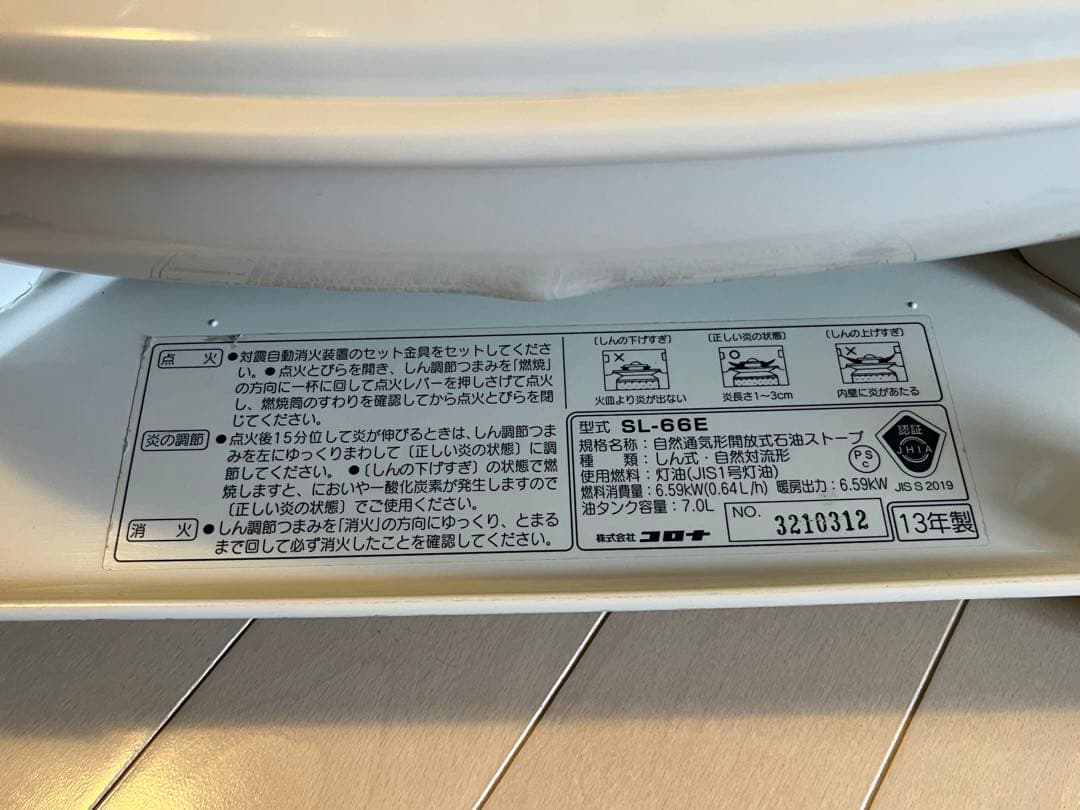 点 火
●対震自動消火装置のセット金具をセットしてくださ
い。●点火とびらを開き、しん調節つまみを「燃焼」
の方向に一杯に回して点火レバーを押しさげて点火
し、燃焼筒のすわりを確認してから点火とびらを閉
じてください。
炎の調節
●点火後15分位して炎が伸びるときは、しん調節つま
みを左にゆっくりまわして〔正しい炎の状態〕に調
節してください。 ●〔しんの下げすぎ〕の状態で燃
焼しますと、においや一酸化炭素が発生しますので
〔正しい炎の状態〕でご使用ください。
消 火
●しん調節つまみを「消火」の方向にゆっくり、とまる
まで回して必ず消火したことを確認してください。
〔しんの下げすぎ〕
火皿より炎が出ない
〔正しい炎の状態〕
炎長さ1~3cm
〔しんの上げすぎ〕
内壁に炎があたる
型式 SL-66E
規格名称:自然通気形開放式石油ストーブ
種 類:しん式・自然対流形
使用燃料:灯油(JIS1号灯油)
燃料消費量:6.59kW(0.64L/h) 暖房出力:6.59kW
油タンク容量:7.0L
PS
C
認証
JHIA
JIS S 2019
株式会社 コロナ
NO. 3210312
13年製